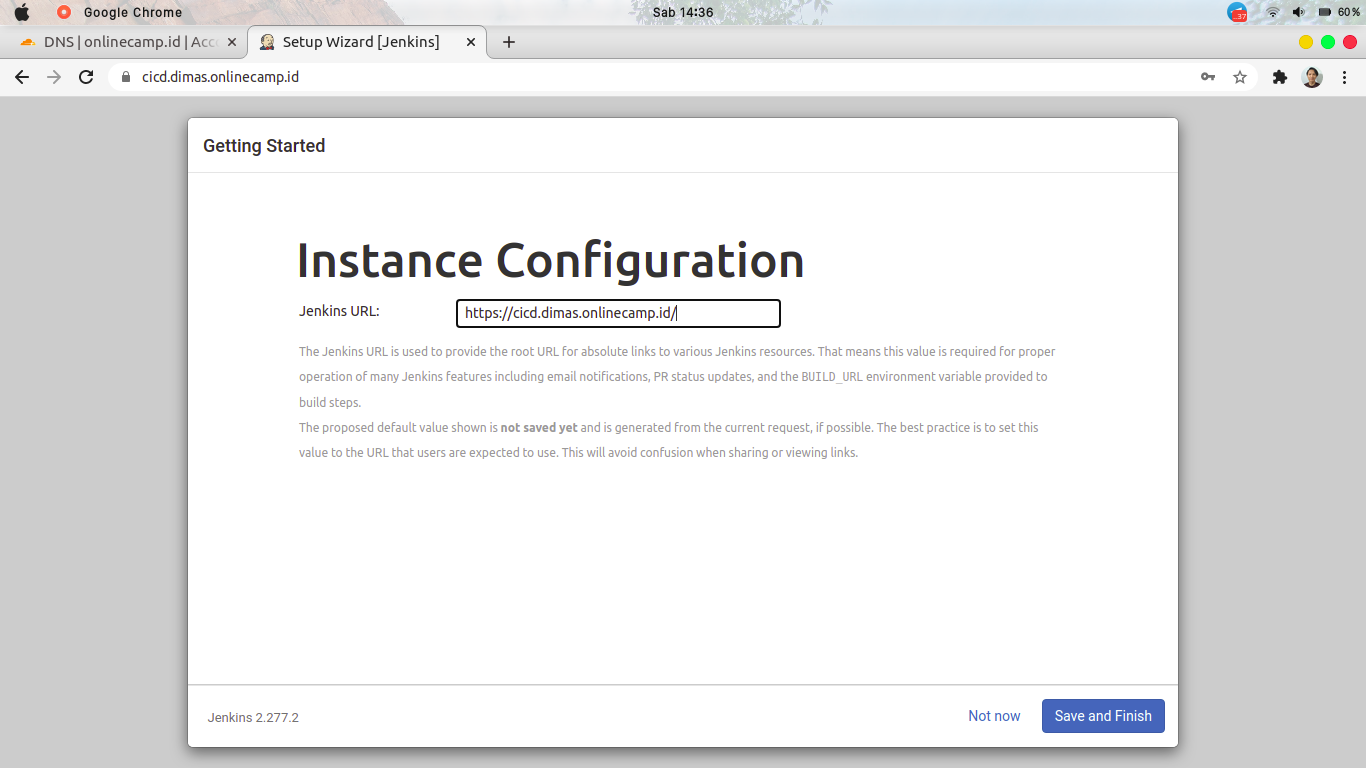 Google Chrome
Sab 14:36
37
60%
DNS | onlinecamp.id | Acc
Setup Wizard [Jenkins]
cicd.dimas.onlinecamp.id
Getting Started
Instance Configuration
Jenkins URL:
https://cicd.dimas.onlinecamp.id/
The Jenkins URL is used to provide the root URL for absolute links to various Jenkins resources. That means this value is required for proper
operation of many Jenkins features including email notifications, PR status updates, and the BUILD_URL environment variable provided to
build steps.
The proposed default value shown is not saved yet and is generated from the current request, if possible. The best practice is to set this
value to the URL that users are expected to use. This will avoid confusion when sharing or viewing links.
Jenkins 2.277.2
Not now
Save and Finish